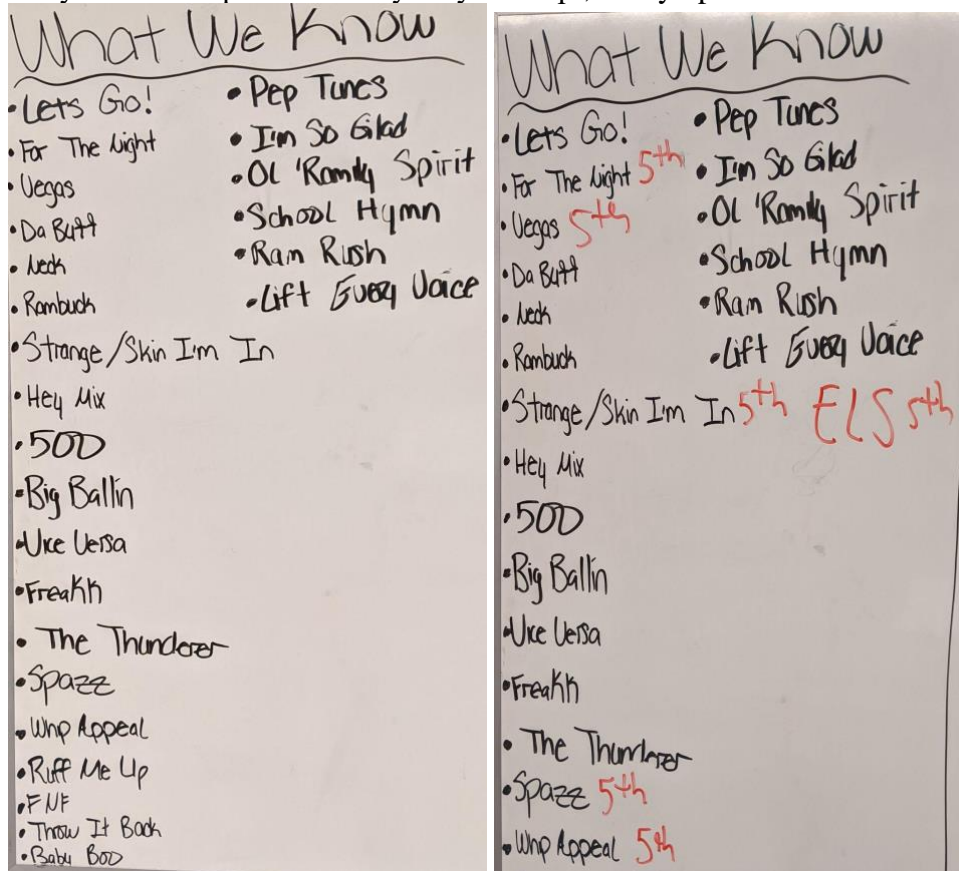 What We Know
• Lets Go!
• For The Night
• Vegas
• Da Butt
• Neck
• Rambuck
• Strange/Skin I'm In
• Hey Mix
• 500
• Big Ballin
• Vice Versa
• Freakk
• The Thunderer
• Spazz
• Whip Appeal
• Ruff Me Up
• FNF
• Throw It Back
• Baby BOO
• Pep Tunes
• I'm So Glad
• OL 'Ramily Spirit
• School Hymn
• Ram Rush
• Lift Every Voice
What We Know
• Lets Go!
• For The Night 5th
• Vegas 5th
• Da Butt
• Neck
• Rambuck
• Strange/Skin I'm In 5th ELS 5th
• Hey Mix
• 500
• Big Ballin
• Vice Versa
• Freakk
• The Thunderer
• Spazz 5th
• Whip Appeal 5th
• Pep Tunes
• I'm So Glad
• OL 'Ramily Spirit
• School Hymn
• Ram Rush
• Lift Every Voice